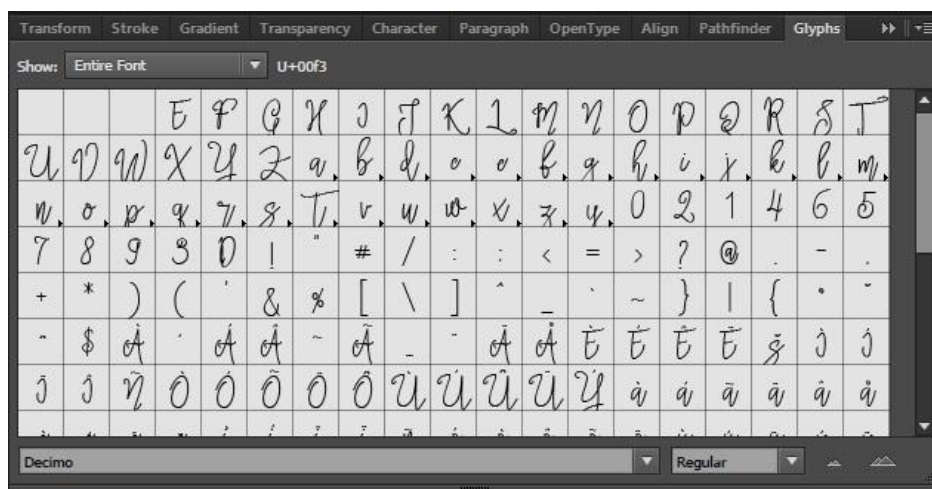 Transform Stroke Gradient Transparency Character Paragraph OpenType Align Pathfinder Glyphs
Show: Entire Font U+00f3
E F G H I J K L M N O P Q R S T
U V W X Y Z a b d c e f g h i j k l m
n o p q r s t v u w x z y 0 2 1 4 6 5
7 8 9 3 D ! " # / : ; < = > ? @ . - .
+ * ) ( ' & % [ \ ] ^ _ ` ~ } | { ° ˘
$ À ´ Á Â ~ Ã Ā Å È É Ê Ē š Ì Í
Ī Î Ñ Ò Ó Õ Ō Ô Ù Ú Û Ū Ý à á ã ā â å
Decimo Regular